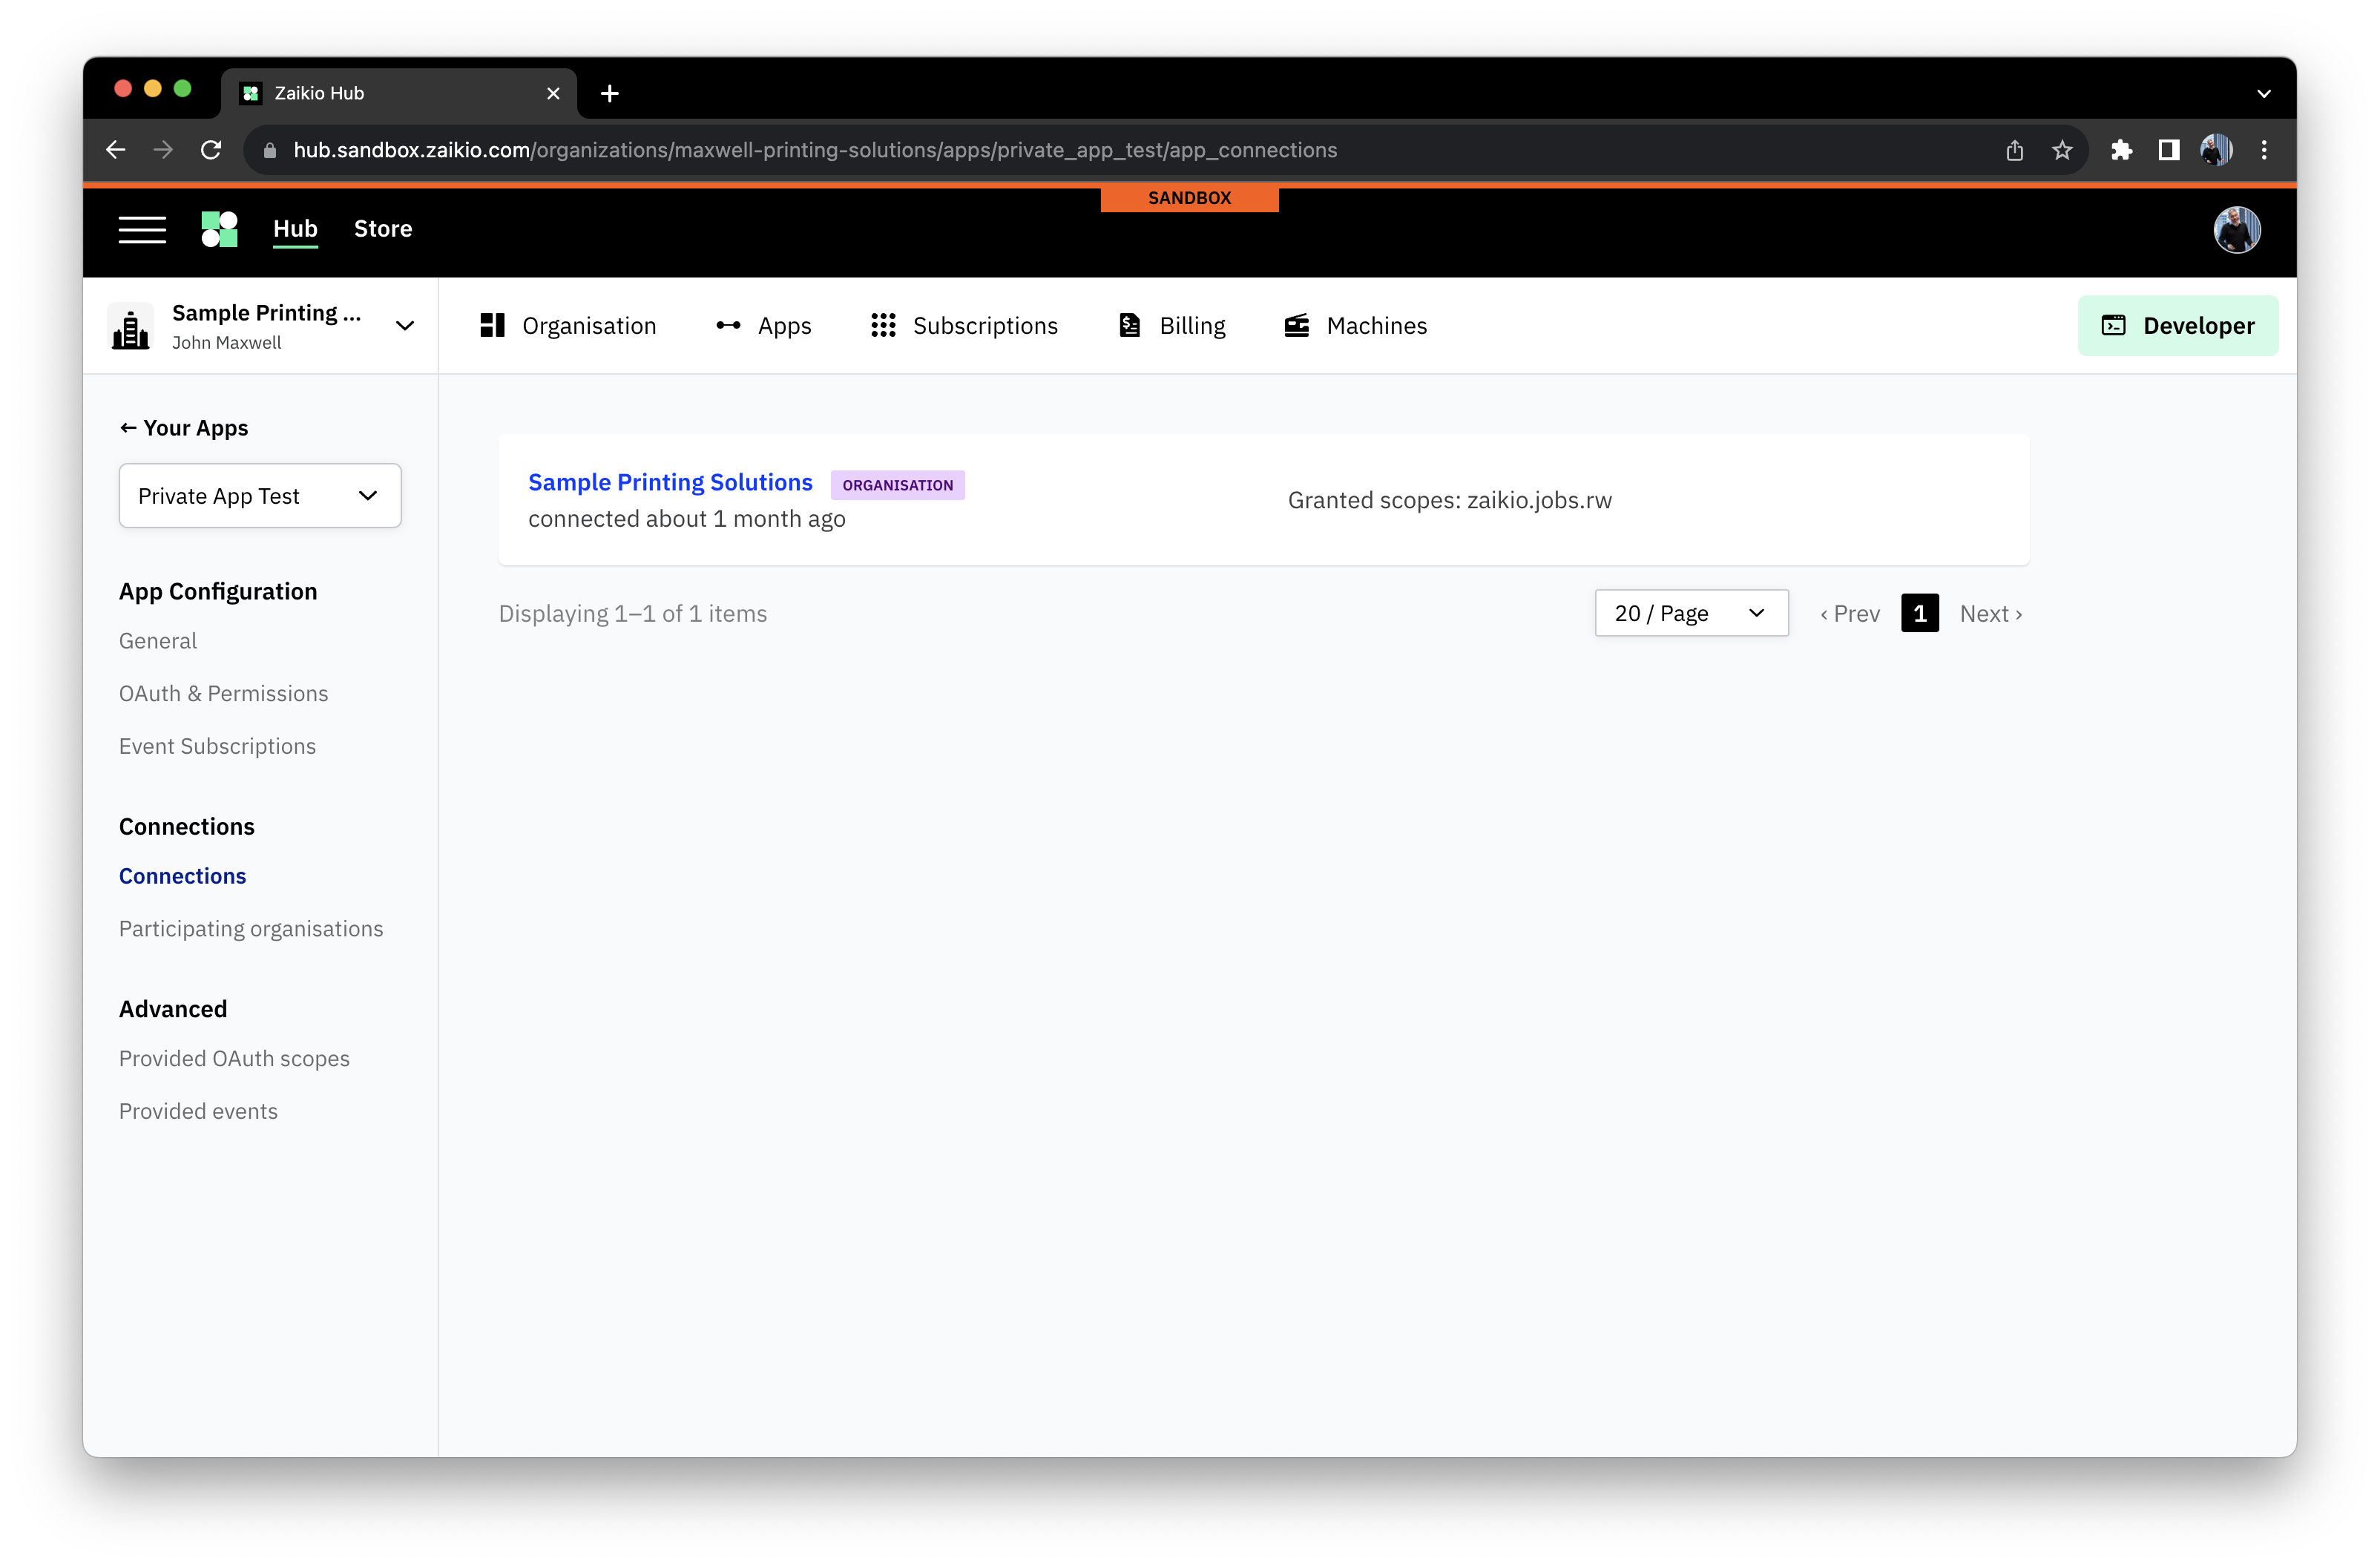 Zaikio Hub
hub.sandbox.zaikio.com/organizations/maxwell-printing-solutions/apps/private_app_test/app_connections
SANDBOX
Hub Store
Sample Printing ...
John Maxwell
Organisation Apps Subscriptions Billing Machines Developer
← Your Apps
Private App Test
App Configuration
General
OAuth & Permissions
Event Subscriptions
Connections
Connections
Participating organisations
Advanced
Provided OAuth scopes
Provided events
Sample Printing Solutions ORGANISATION
connected about 1 month ago
Granted scopes: zaikio.jobs.rw
Displaying 1–1 of 1 items
20 / Page
‹ Prev 1 Next ›